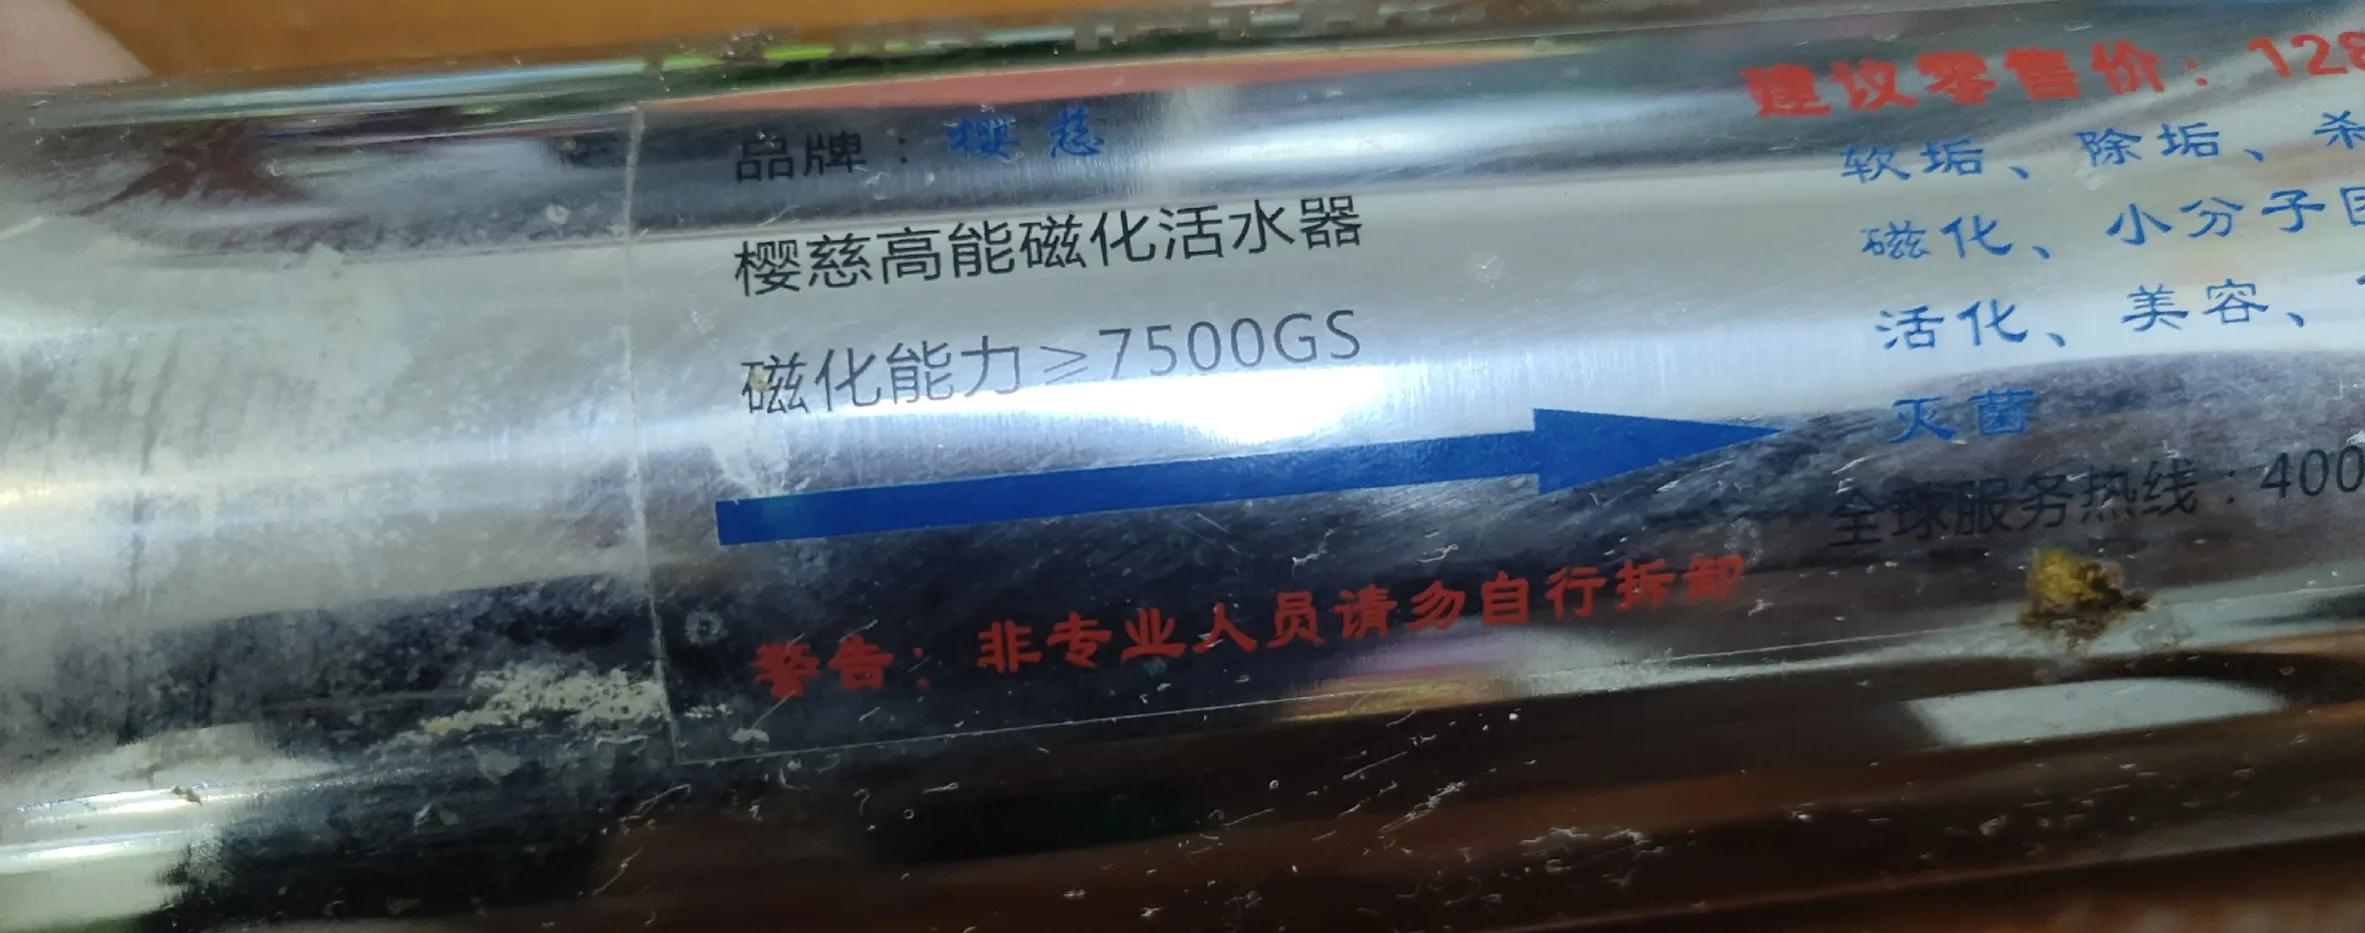 品牌：樱慈
樱慈高能磁化活水器
磁化能力≥7500GS
警告：非专业人员请勿自行拆卸
建议零售价：128
软垢、除垢、杀
磁化、小分子团
活化、美容、
灭菌
全球服务热线：400